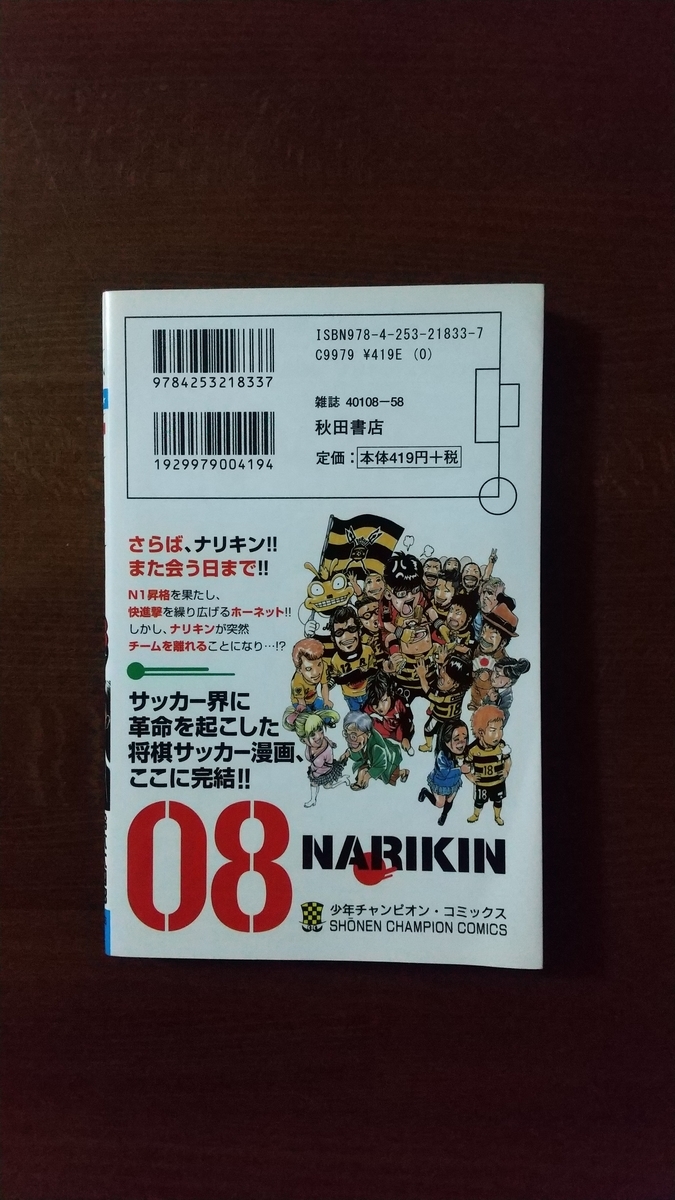 ISBN978-4-253-21833-7
C9979 ¥419E (0)
9784253218337
雑誌 40108-58
秋田書店
1929979004194
定価：本体419円+税
さらば、ナリキン!!
また会う日まで!!
N1昇格を果たし、
快進撃を繰り広げるホーネット!!
しかし、ナリキンが突然
チームを離れることになり…!?
サッカー界に
革命を起こした
将棋サッカー漫画、
ここに完結!!
18
18
08
NARIKIN
少年チャンピオン・コミックス
SHŌNEN CHAMPION COMICS